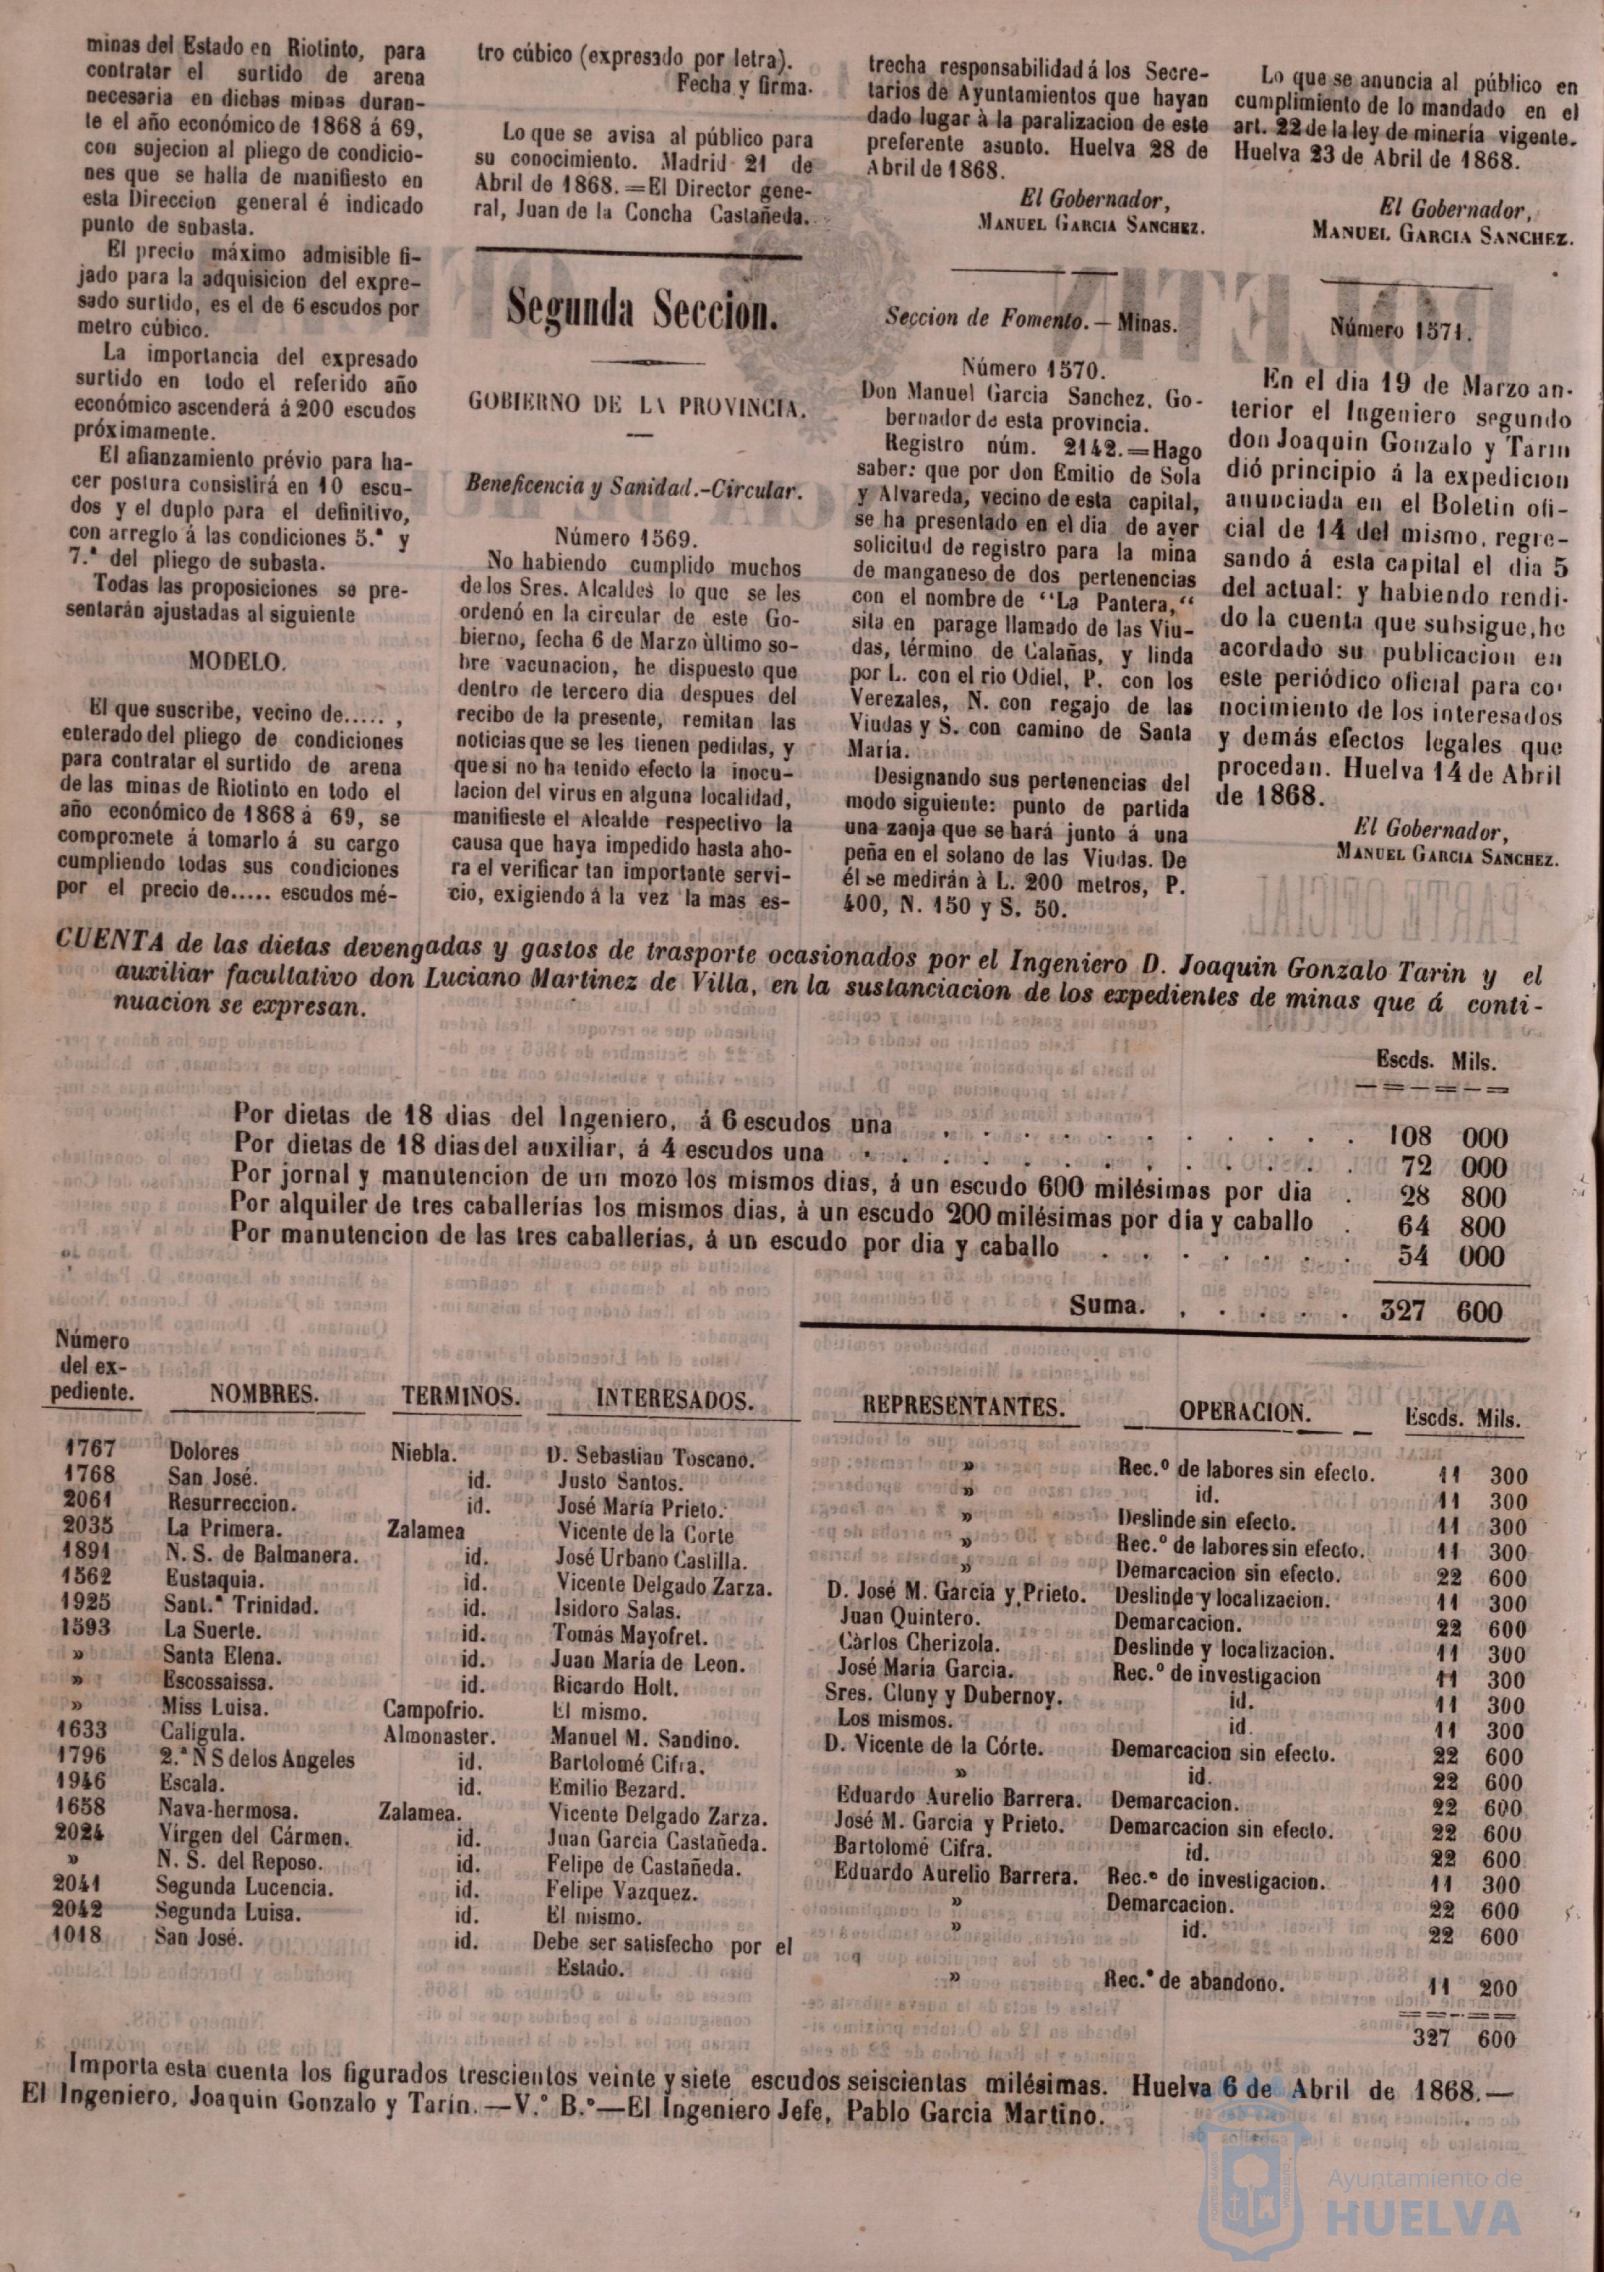 minas del Estado en Riotinto, para
contratar el surtido de arena
necesaria en dichas minas duran-
te el año económico de 1868 á 69,
con sujecion al pliego de condicio-
nes que se halla de manifiesto en
esta Direccion general é indicado
punto de subasta.
El precio máximo admisible fi-
jado para la adquisicion del expre-
sado surtido, es el de 6 escudos por
metro cúbico.
La importancia del expresado
surtido en todo el referido año
económico ascenderá á 200 escudos
próximamente.
El afianzamiento prévio para ha-
cer postura consistirá en 10 escu-
dos y el duplo para el definitivo,
con arreglo á las condiciones 5.ª y
7.ª del pliego de subasta.
Todas las proposiciones se pre-
sentarán ajustadas al siguiente
MODELO.
El que suscribe, vecino de..... ,
enterado del pliego de condiciones
para contratar el surtido de arena
de las minas de Riotinto en todo el
año económico de 1868 á 69, se
compromete á tomarlo á su cargo
cumpliendo todas sus condiciones
por el precio de..... escudos mé-
tro cúbico (expresado por letra).
Fecha y firma.
Lo que se avisa al público para
su conocimiento. Madrid 21 de
Abril de 1868.=El Director gene-
ral, Juan de la Concha Castañeda.
Segunda Seccion.
GOBIERNO DE LA PROVINCIA.
Beneficencia y Sanidad.-Circular.
Número 1569.
No habiendo cumplido muchos
de los Sres. Alcaldes lo que se les
ordenó en la circular de este Go-
bierno, fecha 6 de Marzo ùltimo so-
bre vacunacion, he dispuesto que
dentro de tercero dia despues del
recibo de la presente, remitan las
noticias que se les tienen pedidas, y
que si no ha tenido efecto la inocu-
lacion del virus en alguna localidad,
manifieste el Alcalde respectivo la
causa que haya impedido hasta aho-
ra el verificar tan importante servi-
cio, exigiendo á la vez la mas es-
trecha responsabilidad á los Secre-
tarios de Ayuntamientos que hayan
dado lugar à la paralizacion de este
preferente asunto. Huelva 28 de
Abril de 1868.
El Gobernador,
MANUEL GARCIA SANCHEZ.
Seccion de Fomento.—Minas.
Número 1570.
Don Manuel Garcia Sanchez, Go-
bernador de esta provincia.
Registro núm. 2142.=Hago
saber: que por don Emilio de Sola
y Alvareda, vecino de esta capital,
se ha presentado en el dia de ayer
solicitud de registro para la mina
de manganeso de dos pertenencias
con el nombre de “La Pantera,“
sita en parage llamado de las Viu-
das, término de Calañas, y linda
por L. con el rio Odiel, P. con los
Verezales, N. con regajo de las
Viudas y S. con camino de Santa
María.
Designando sus pertenencias del
modo siguiente: punto de partida
una zanja que se hará junto á una
peña en el solano de las Viudas. De
él se medirán à L. 200 metros, P.
400, N. 150 y S. 50.
Lo que se anuncia al público en
cumplimiento de lo mandado en el
art. 22 de la ley de minería vigente.
Huelva 23 de Abril de 1868.
El Gobernador,
MANUEL GARCIA SANCHEZ.
Número 1571.
En el dia 19 de Marzo an-
terior el Ingeniero segundo
don Joaquin Gonzalo y Tarin
dió principio á la expedicion
anunciada en el Boletin ofi-
cial de 14 del mismo, regre-
sando á esta capital el dia 5
del actual: y habiendo rendi-
do la cuenta que subsigue, he
acordado su publicacion en
este periódico oficial para co-
nocimiento de los interesados
y demás efectos legales que
procedan. Huelva 14 de Abril
de 1868.
El Gobernador,
MANUEL GARCIA SANCHEZ.
CUENTA de las dietas devengadas y gastos de trasporte ocasionados por el Ingeniero D. Joaquin Gonzalo Tarin y el
auxiliar facultativo don Luciano Martinez de Villa, en la sustanciacion de los expedientes de minas que á conti-
nuacion se expresan.
Escds. Mils.
Por dietas de 18 dias del Ingeniero, á 6 escudos una . . . . 108 000
Por dietas de 18 dias del auxiliar, á 4 escudos una . . . . 72 000
Por jornal y manutencion de un mozo los mismos dias, á un escudo 600 milésimas por dia . 28 800
Por alquiler de tres caballerías los mismos dias, à un escudo 200 milésimas por dia y caballo . 64 800
Por manutencion de las tres caballerías, á un escudo por dia y caballo . . . . 54 000
Suma. . . . . 327 600
Número
del ex-
pediente. NOMBRES. TERMINOS. INTERESADOS. REPRESENTANTES. OPERACION. Escds. Mils.
1767 Dolores Niebla. D. Sebastian Toscano. » Rec.º de labores sin efecto. 11 300
1768 San José. id. Justo Santos. » id. 11 300
2061 Resurreccion. id. José María Prieto. » Deslinde sin efecto. 11 300
2035 La Primera. Zalamea Vicente de la Corte » Rec.º de labores sin efecto. 11 300
1891 N. S. de Balmanera. id. José Urbano Castilla. » Demarcacion sin efecto. 22 600
1562 Eustaquia. id. Vicente Delgado Zarza. D. José M. Garcia y Prieto. Deslinde y localizacion. 11 300
1925 Sant.ª Trinidad. id. Isidoro Salas. Juan Quintero. Demarcacion. 22 600
1593 La Suerte. id. Tomás Mayofret. Càrlos Cherizola. Deslinde y localizacion. 11 300
» Santa Elena. id. Juan Maria de Leon. José María Garcia. Rec.º de investigacion 11 300
» Escossaissa. id. Ricardo Holt. Sres. Cluny y Dubernoy. id. 11 300
» Miss Luisa. Campofrio. El mismo. Los mismos. id. 11 300
1633 Calígula. Almonaster. Manuel M. Sandino. D. Vicente de la Córte. Demarcacion sin efecto. 22 600
1796 2.ª N S de los Angeles id. Bartolomé Cifra. » id. 22 600
1946 Escala. id. Emilio Bezard. Eduardo Aurelio Barrera. Demarcacion. 22 600
1658 Nava-hermosa. Zalamea. Vicente Delgado Zarza. José M. Garcia y Prieto. Demarcacion sin efecto. 22 600
2024 Vírgen del Cármen. id. Juan Garcia Castañeda. Bartolomé Cifra. id. 22 600
» N. S. del Reposo. id. Felipe de Castañeda. Eduardo Aurelio Barrera. Rec.º de investigacion. 11 300
2041 Segunda Lucencia. id. Felipe Vazquez. » Demarcacion. 22 600
2042 Segunda Luisa. id. El mismo. » id. 22 600
1018 San José. id. Debe ser satisfecho por el
Estado. » Rec.º de abandono. 11 200
327 600
Importa esta cuenta los figurados trescientos veinte y siete escudos seiscientas milésimas. Huelva 6 de Abril de 1868.—
El Ingeniero, Joaquin Gonzalo y Tarin.—V.º B.º—El Ingeniero Jefe, Pablo Garcia Martino.
Ayuntamiento de
HUELVA